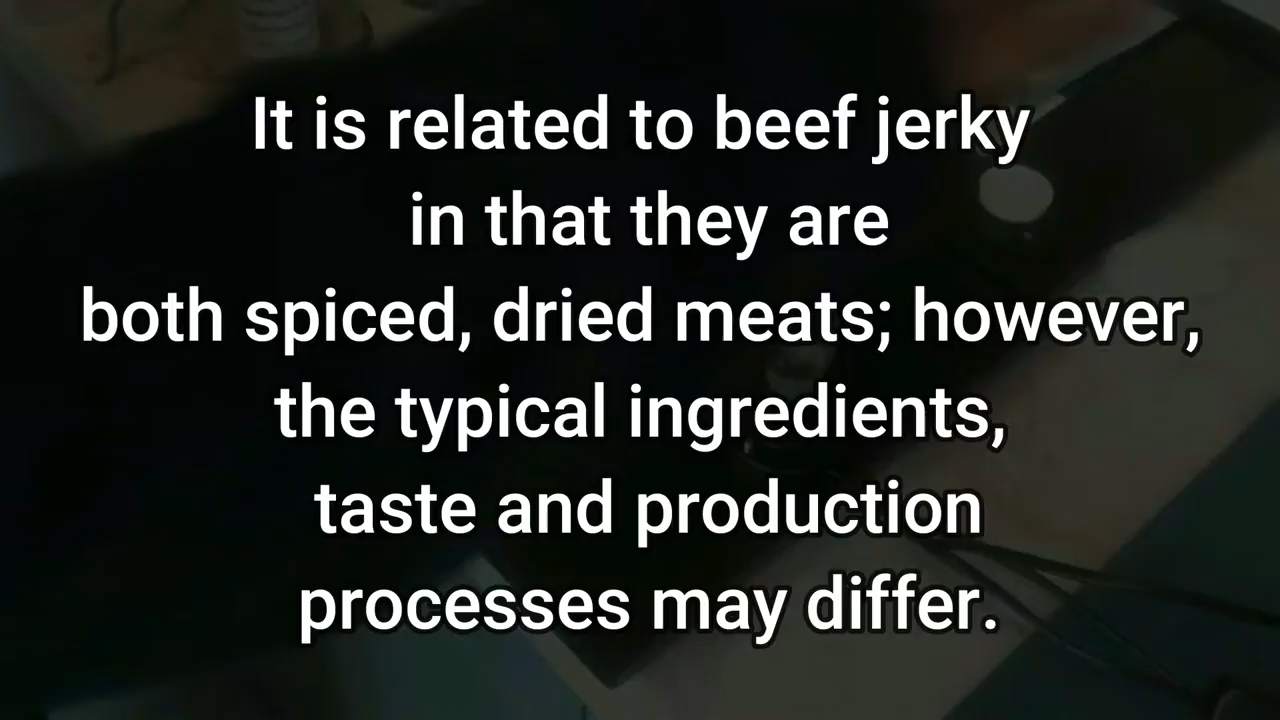 It is related to beef jerky
in that they are
both spiced, dried meats; however,
the typical ingredients,
taste and production
processes may differ.